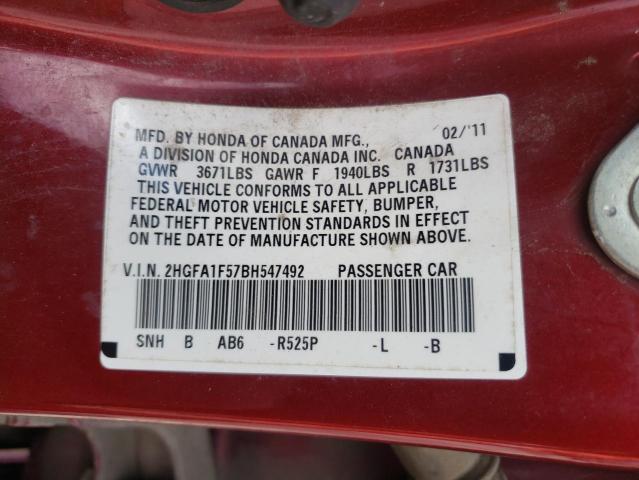 MFD. BY HONDA OF CANADA MFG., 02/'11
A DIVISION OF HONDA CANADA INC. CANADA
GVWR 3671LBS GAWR F 1940LBS R 1731LBS
THIS VEHICLE CONFORMS TO ALL APPLICABLE
FEDERAL MOTOR VEHICLE SAFETY, BUMPER,
AND THEFT PREVENTION STANDARDS IN EFFECT
ON THE DATE OF MANUFACTURE SHOWN ABOVE.
V.I.N. 2HGFA1F57BH547492 PASSENGER CAR
SNH B AB6 -R525P -L -B